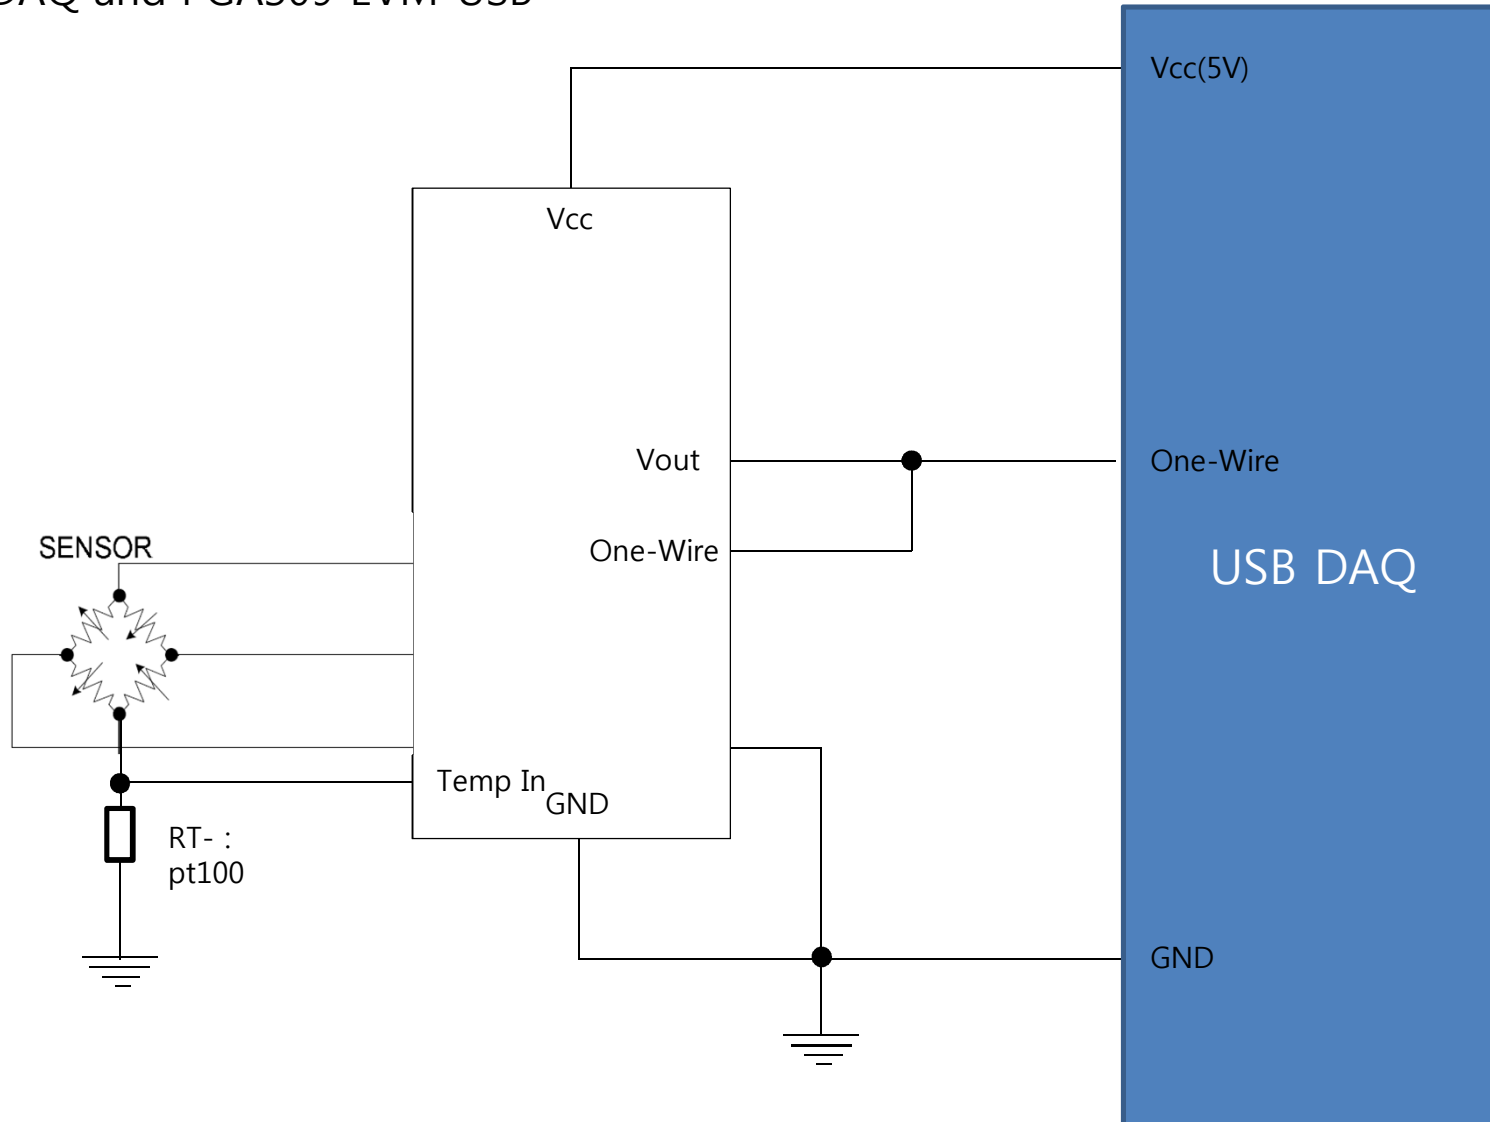 Vcc(5V)
Vcc
Vout
One-Wire
One-Wire
SENSOR
USB DAQ
Temp In
GND
RT- :
pt100
GND